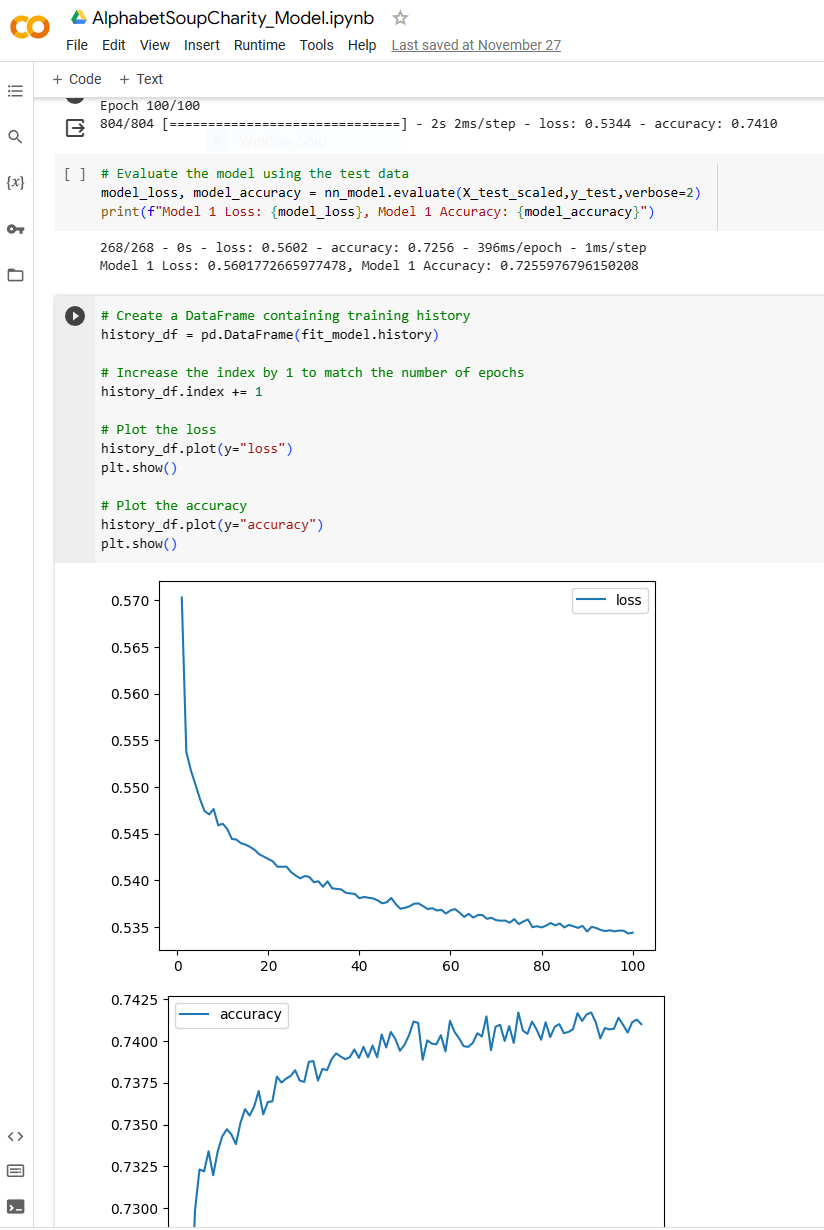 AlphabetSoupCharity_Model.ipynb
File Edit View Insert Runtime Tools Help Last saved at November 27
+ Code + Text
Epoch 100/100
804/804 [==============================] - 2s 2ms/step - loss: 0.5344 - accuracy: 0.7410
Window Snip
[ ] # Evaluate the model using the test data
model_loss, model_accuracy = nn_model.evaluate(X_test_scaled,y_test,verbose=2)
print(f"Model 1 Loss: {model_loss}, Model 1 Accuracy: {model_accuracy}")
268/268 - 0s - loss: 0.5602 - accuracy: 0.7256 - 396ms/epoch - 1ms/step
Model 1 Loss: 0.5601772665977478, Model 1 Accuracy: 0.7255976796150208
# Create a DataFrame containing training history
history_df = pd.DataFrame(fit_model.history)
# Increase the index by 1 to match the number of epochs
history_df.index += 1
# Plot the loss
history_df.plot(y="loss")
plt.show()
# Plot the accuracy
history_df.plot(y="accuracy")
plt.show()
loss
0.570
0.565
0.560
0.555
0.550
0.545
0.540
0.535
0 20 40 60 80 100
accuracy
0.7425
0.7400
0.7375
0.7350
0.7325
0.7300